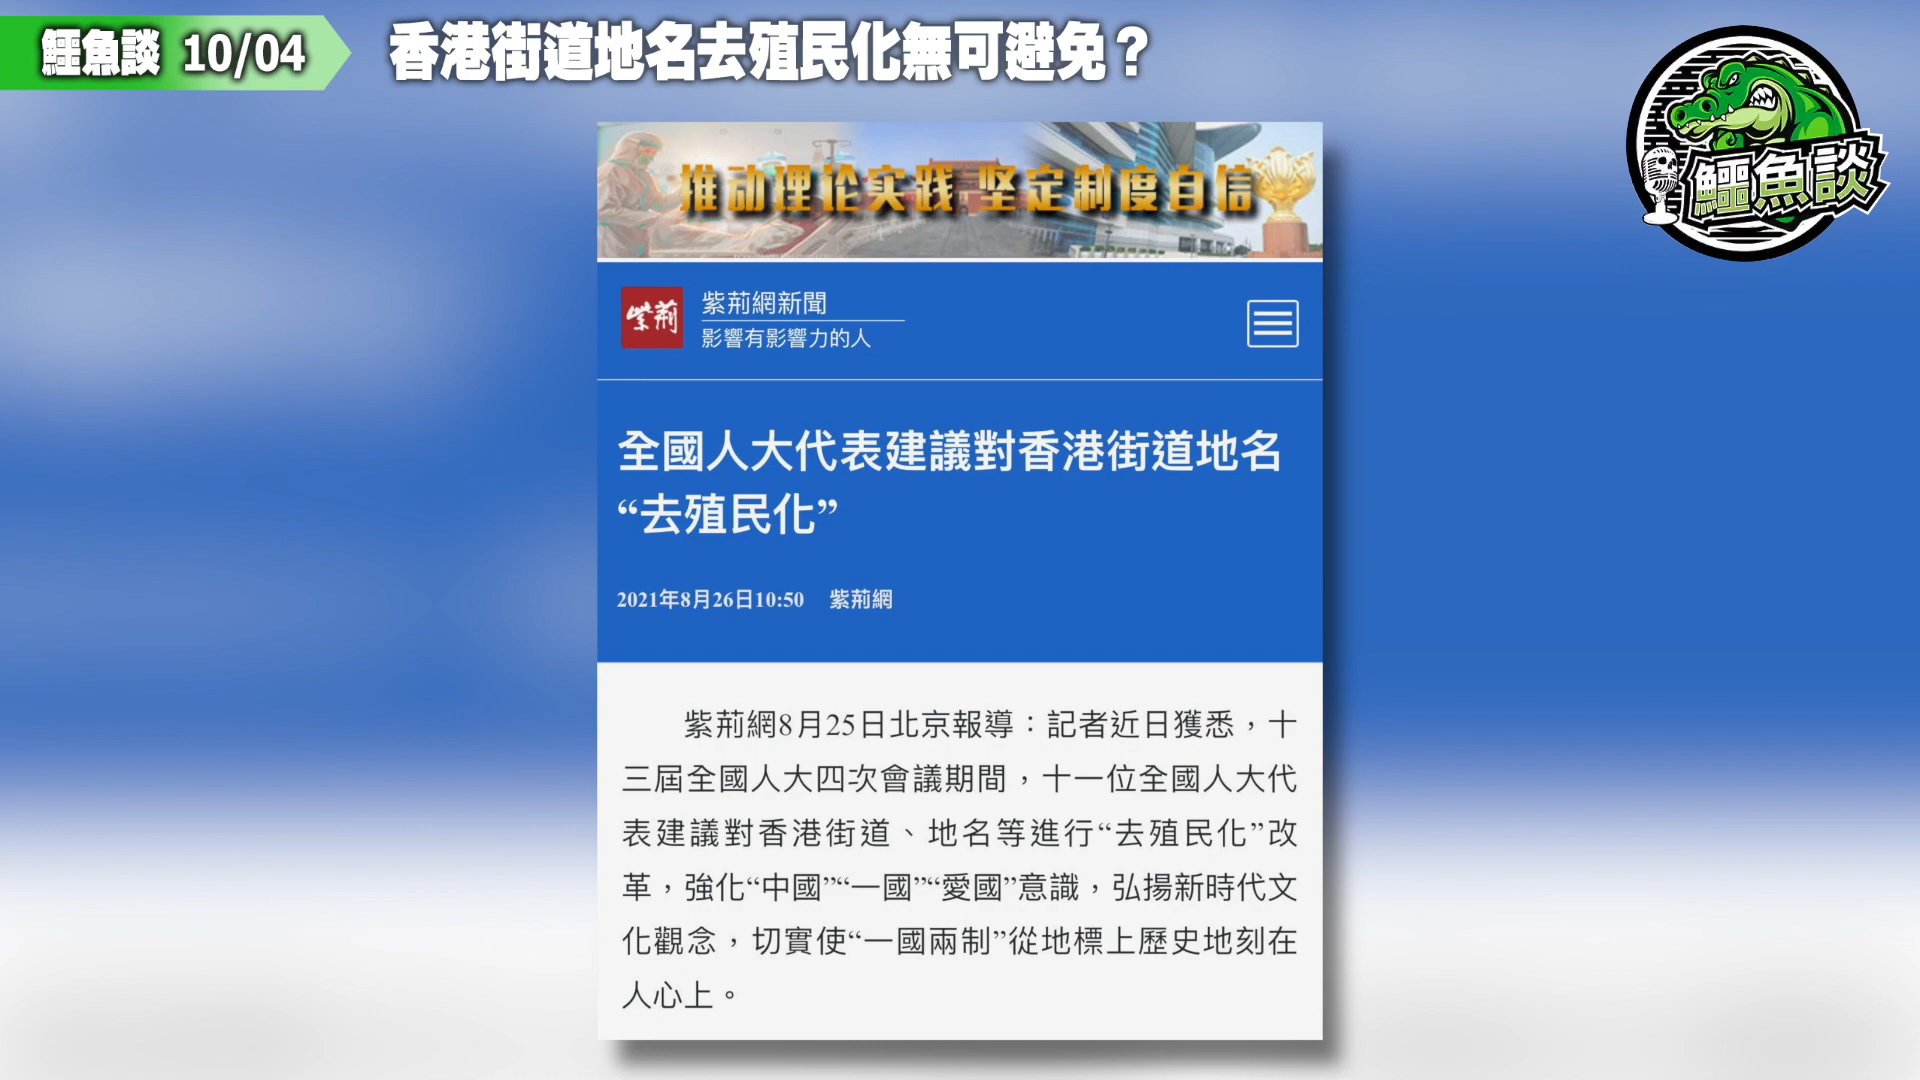 鱷魚談 10/04
香港街道地名去殖民化無可避免？
鱷魚談
推动理论实践 坚定制度自信
紫荊
紫荊網新聞
影響有影響力的人
全國人大代表建議對香港街道地名
“去殖民化”
2021年8月26日10:50 紫荊網
紫荊網8月25日北京報導：記者近日獲悉，十
三屆全國人大四次會議期間，十一位全國人大代
表建議對香港街道、地名等進行“去殖民化”改
革，強化“中國”“一國”“愛國”意識，弘揚新時代文
化觀念，切實使“一國兩制”從地標上歷史地刻在
人心上。